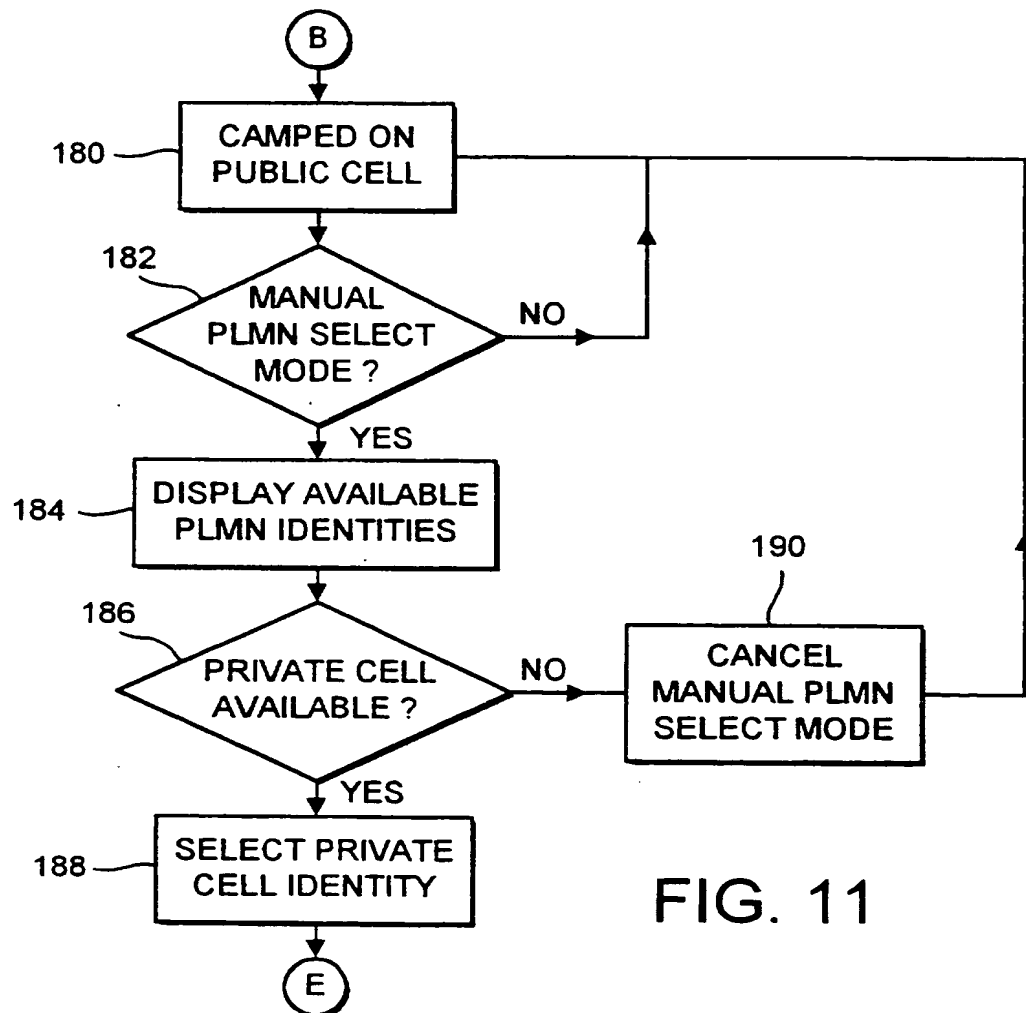 B
180
CAMPED ON
PUBLIC CELL
182
MANUAL
PLMN SELECT
MODE ?
NO
YES
184
DISPLAY AVAILABLE
PLMN IDENTITIES
186
PRIVATE CELL
AVAILABLE ?
NO
190
CANCEL
MANUAL PLMN
SELECT MODE
YES
188
SELECT PRIVATE
CELL IDENTITY
E
FIG. 11